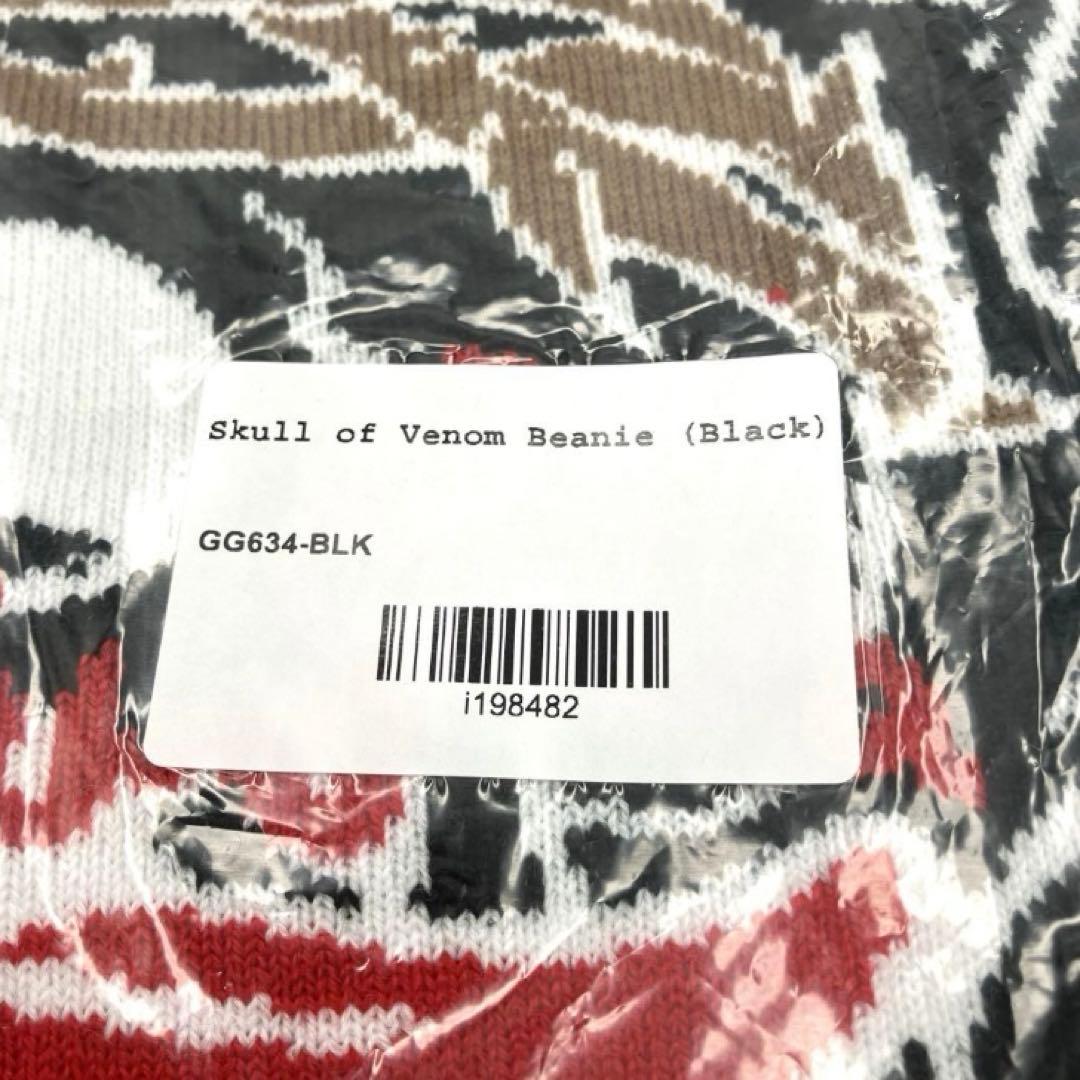 Skull of Venom Beanie (Black)
GG634-BLK
i198482